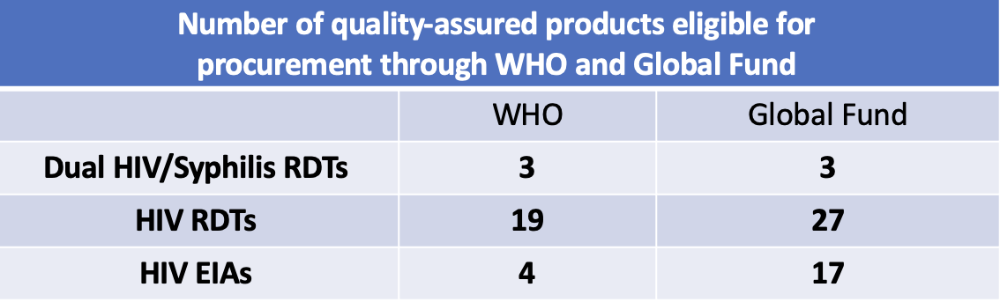 Number of quality-assured products eligible for
procurement through WHO and Global Fund
WHO Global Fund
Dual HIV/Syphilis RDTs 3 3
HIV RDTs 19 27
HIV EIAs 4 17